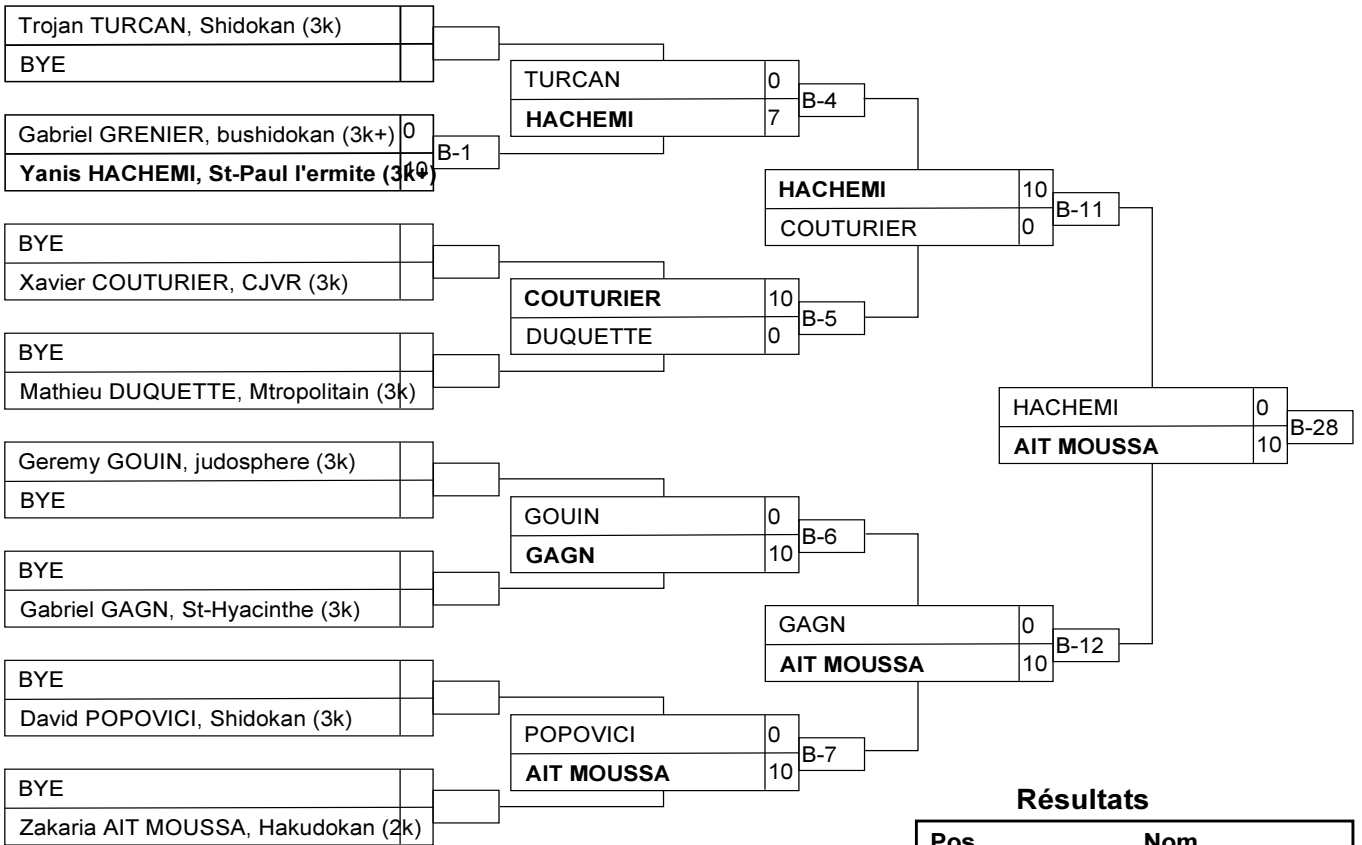 Trojan TURCAN, Shidokan (3k)
BYE
TURCAN 0
HACHEMI 7
B-4
Gabriel GRENIER, bushidokan (3k+) 0
Yanis HACHEMI, St-Paul l'ermite (3k+) 10
B-1
HACHEMI 10
COUTURIER 0
B-11
BYE
Xavier COUTURIER, CJVR (3k)
COUTURIER 10
DUQUETTE 0
B-5
BYE
Mathieu DUQUETTE, Mtropolitain (3k)
HACHEMI 0
AIT MOUSSA 10
B-28
Geremy GOUIN, judosphere (3k)
BYE
GOUIN 0
GAGN 10
B-6
BYE
Gabriel GAGN, St-Hyacinthe (3k)
GAGN 0
AIT MOUSSA 10
B-12
BYE
David POPOVICI, Shidokan (3k)
POPOVICI 0
AIT MOUSSA 10
B-7
BYE
Zakaria AIT MOUSSA, Hakudokan (2k)
Résultats
Pos Nom